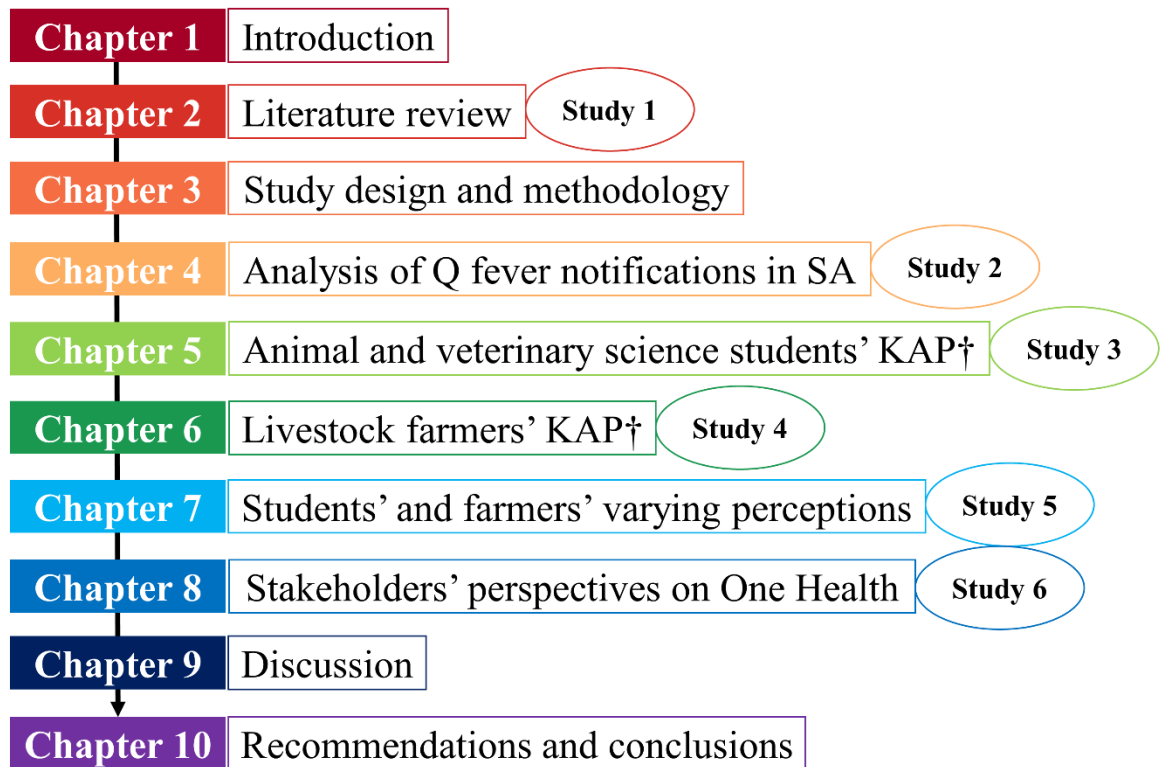 Chapter 1 Introduction
Chapter 2 Literature review Study 1
Chapter 3 Study design and methodology
Chapter 4 Analysis of Q fever notifications in SA Study 2
Chapter 5 Animal and veterinary science students’ KAP† Study 3
Chapter 6 Livestock farmers’ KAP† Study 4
Chapter 7 Students’ and farmers’ varying perceptions Study 5
Chapter 8 Stakeholders’ perspectives on One Health Study 6
Chapter 9 Discussion
Chapter 10 Recommendations and conclusions